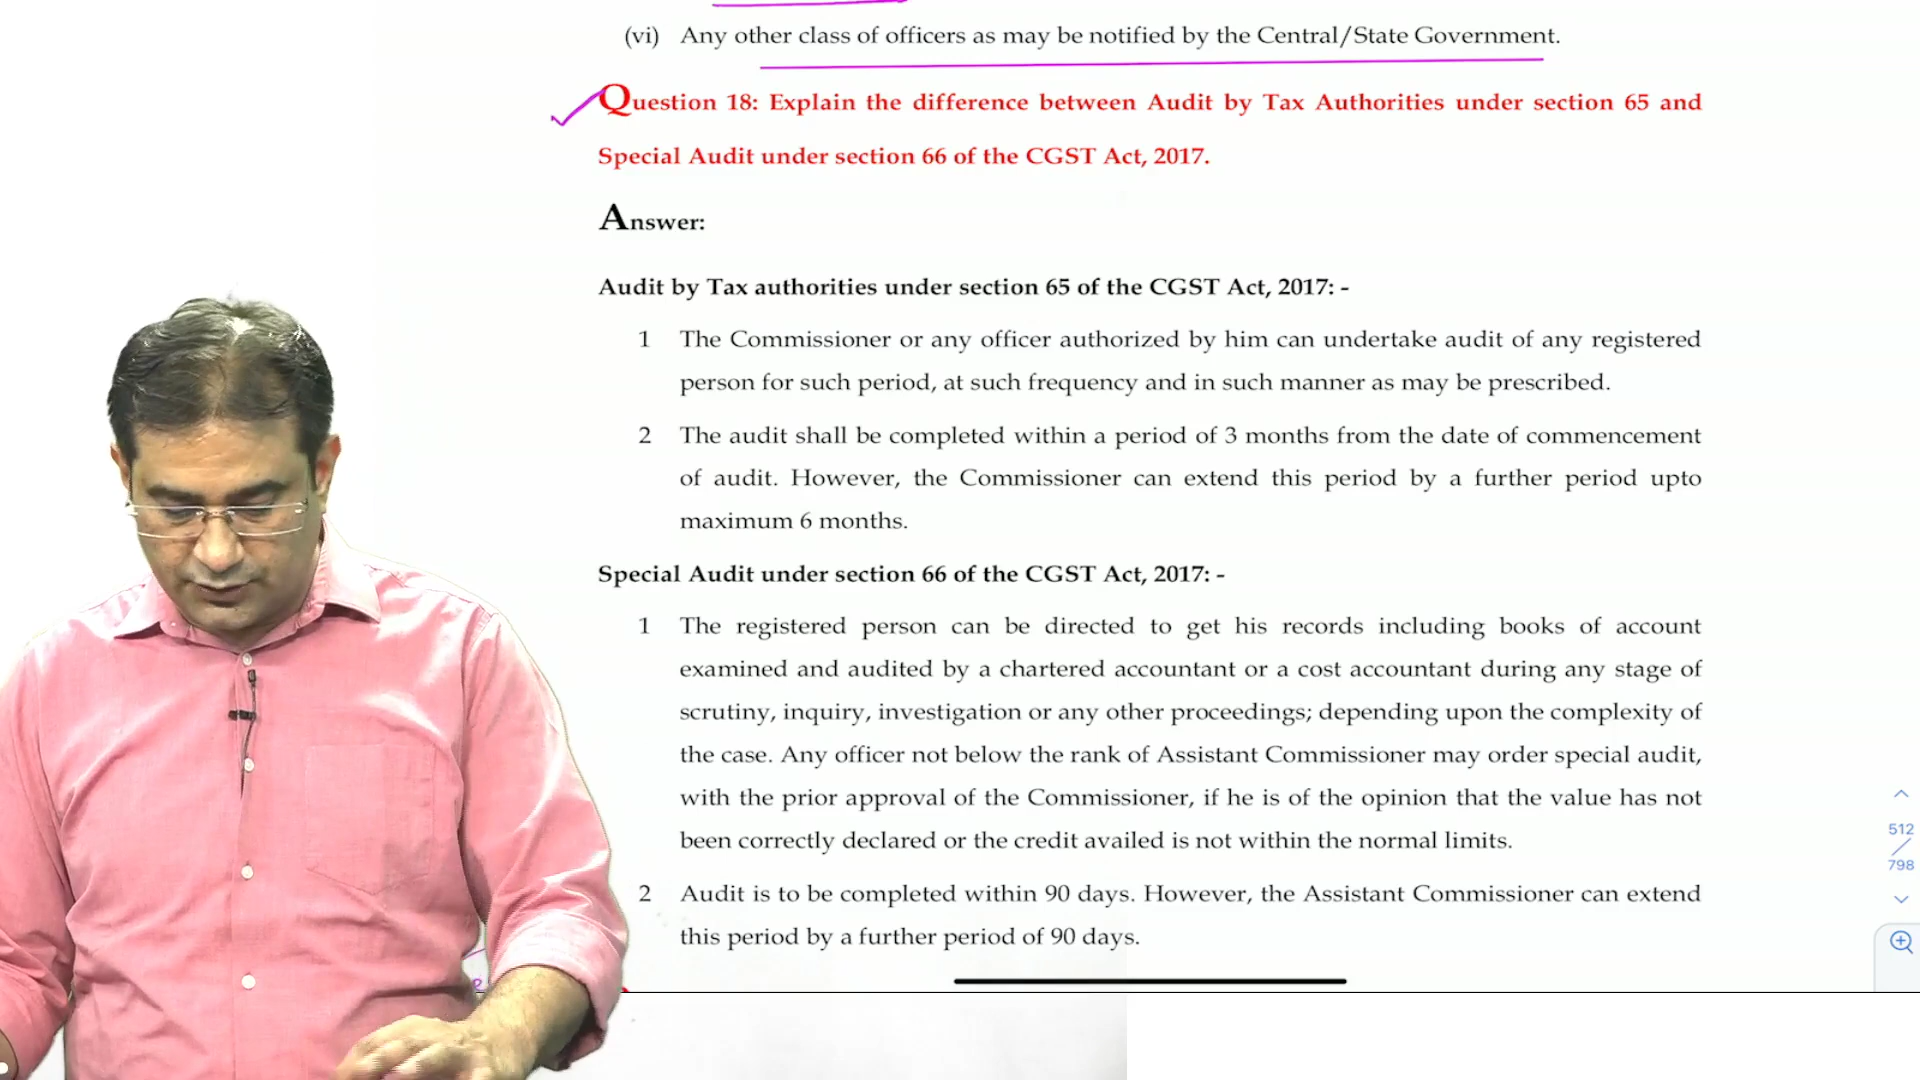 (vi) Any other class of officers as may be notified by the Central/State Government.
Question 18: Explain the difference between Audit by Tax Authorities under section 65 and
Special Audit under section 66 of the CGST Act, 2017.
Answer:
Audit by Tax authorities under section 65 of the CGST Act, 2017: -
1 The Commissioner or any officer authorized by him can undertake audit of any registered
person for such period, at such frequency and in such manner as may be prescribed.
2 The audit shall be completed within a period of 3 months from the date of commencement
of audit. However, the Commissioner can extend this period by a further period upto
maximum 6 months.
Special Audit under section 66 of the CGST Act, 2017: -
1 The registered person can be directed to get his records including books of account
examined and audited by a chartered accountant or a cost accountant during any stage of
scrutiny, inquiry, investigation or any other proceedings; depending upon the complexity of
the case. Any officer not below the rank of Assistant Commissioner may order special audit,
with the prior approval of the Commissioner, if he is of the opinion that the value has not
been correctly declared or the credit availed is not within the normal limits.
2 Audit is to be completed within 90 days. However, the Assistant Commissioner can extend
this period by a further period of 90 days.
512
/
798